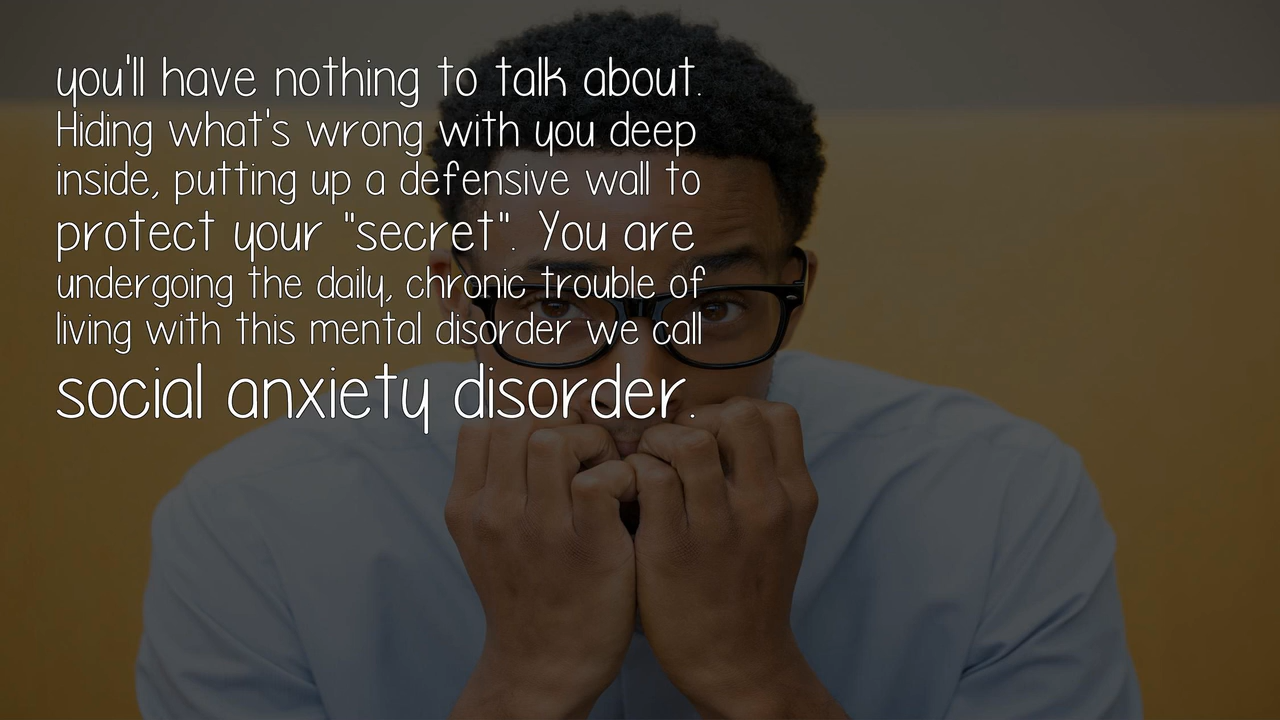 you'll have nothing to talk about.
Hiding what's wrong with you deep
inside, putting up a defensive wall to
protect your "secret". You are
undergoing the daily, chronic trouble of
living with this mental disorder we call
social anxiety disorder.